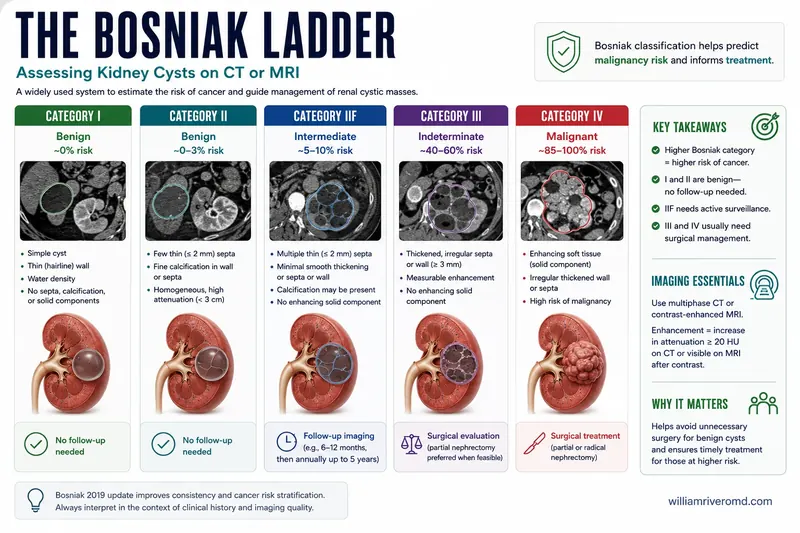 THE BOSNIAK LADDER
Assessing Kidney Cysts on CT or MRI
A widely used system to estimate the risk of cancer and guide management of renal cystic masses.
Bosniak classification helps predict
malignancy risk and informs treatment.
CATEGORY I
Benign
~0% risk
• Simple cyst
• Thin (hairline) wall
• Water density
• No septa, calcification,
or solid components
No follow-up
needed
CATEGORY II
Benign
~0–3% risk
• Few thin (≤ 2 mm) septa
• Fine calcification in wall
or septa
• Homogeneous, high
attenuation (< 3 cm)
No follow-up
needed
CATEGORY IIF
Intermediate
~5–10% risk
• Multiple thin (≤ 2 mm) septa
• Minimal smooth thickening
or septa or wall
• Calcification may be present
• No enhancing solid component
Follow-up imaging
(e.g., 6–12 months,
then annually up to 5 years)
CATEGORY III
Indeterminate
~40–60% risk
• Thickened, irregular septa
or wall (≥ 3 mm)
• Measurable enhancement
• No enhancing solid
component
Surgical evaluation
(partial nephrectomy
preferred when feasible)
CATEGORY IV
Malignant
~85–100% risk
• Enhancing soft tissue
(solid component)
• Irregular thickened wall
or septa
• High risk of malignancy
Surgical treatment
(partial or radical
nephrectomy)
KEY TAKEAWAYS
Higher Bosniak category
= higher risk of cancer.
I and II are benign—
no follow-up needed.
IIF needs active surveillance.
III and IV usually need
surgical management.
IMAGING ESSENTIALS
Use multiphase CT or
contrast-enhanced MRI.
Enhancement = increase
in attenuation ≥ 20 HU
on CT or visible on MRI
after contrast.
WHY IT MATTERS
Helps avoid unnecessary
surgery for benign cysts
and ensures timely treatment
for those at higher risk.
Bosniak 2019 update improves consistency and cancer risk stratification.
Always interpret in the context of clinical history and imaging quality.
williamriveromd.com